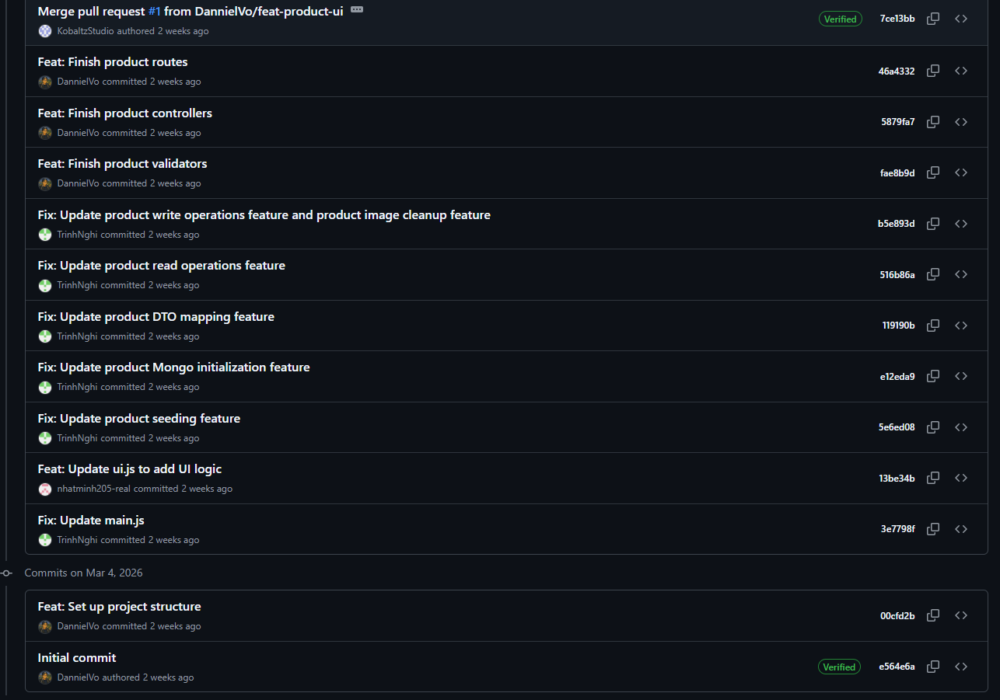 Merge pull request #1 from DannielVo/feat-product-ui
KobaltzStudio authored 2 weeks ago
Verified
7ce13bb
Feat: Finish product routes
DannielVo committed 2 weeks ago
46a4332
Feat: Finish product controllers
DannielVo committed 2 weeks ago
5879fa7
Feat: Finish product validators
DannielVo committed 2 weeks ago
fae8b9d
Fix: Update product write operations feature and product image cleanup feature
TrinhNghi committed 2 weeks ago
b5e893d
Fix: Update product read operations feature
TrinhNghi committed 2 weeks ago
516b86a
Fix: Update product DTO mapping feature
TrinhNghi committed 2 weeks ago
119190b
Fix: Update product Mongo initialization feature
TrinhNghi committed 2 weeks ago
e12eda9
Fix: Update product seeding feature
TrinhNghi committed 2 weeks ago
5e6ed08
Feat: Update ui.js to add UI logic
nhatminh205-real committed 2 weeks ago
13be34b
Fix: Update main.js
TrinhNghi committed 2 weeks ago
3e7798f
Commits on Mar 4, 2026
Feat: Set up project structure
DannielVo committed 2 weeks ago
00cfd2b
Initial commit
DannielVo authored 2 weeks ago
Verified
e564e6a